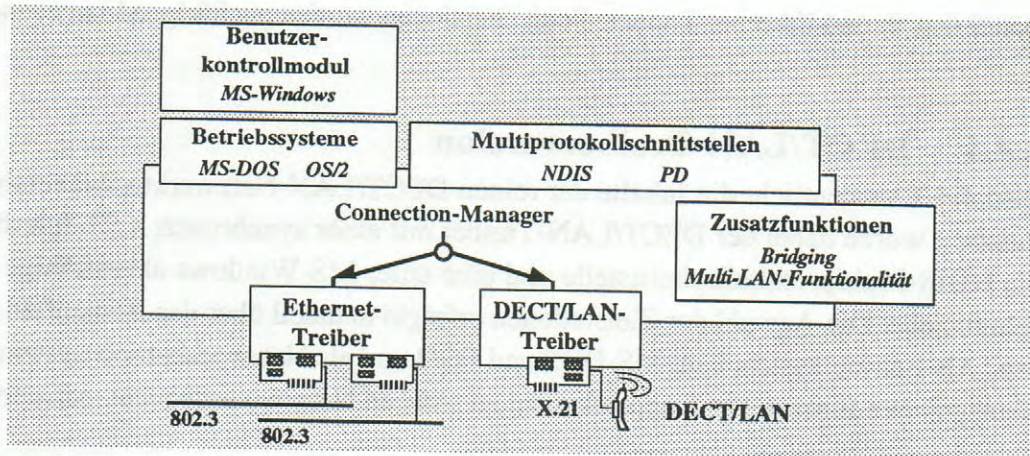 Benutzer-
kontrollmodul
MS-Windows
Betriebssysteme
MS-DOS OS/2
Multiprotokollschnittstellen
NDIS PD
Connection-Manager
Zusatzfunktionen
Bridging
Multi-LAN-Funktionalität
Ethernet-
Treiber
DECT/LAN-
Treiber
802.3
802.3
X.21
DECT/LAN